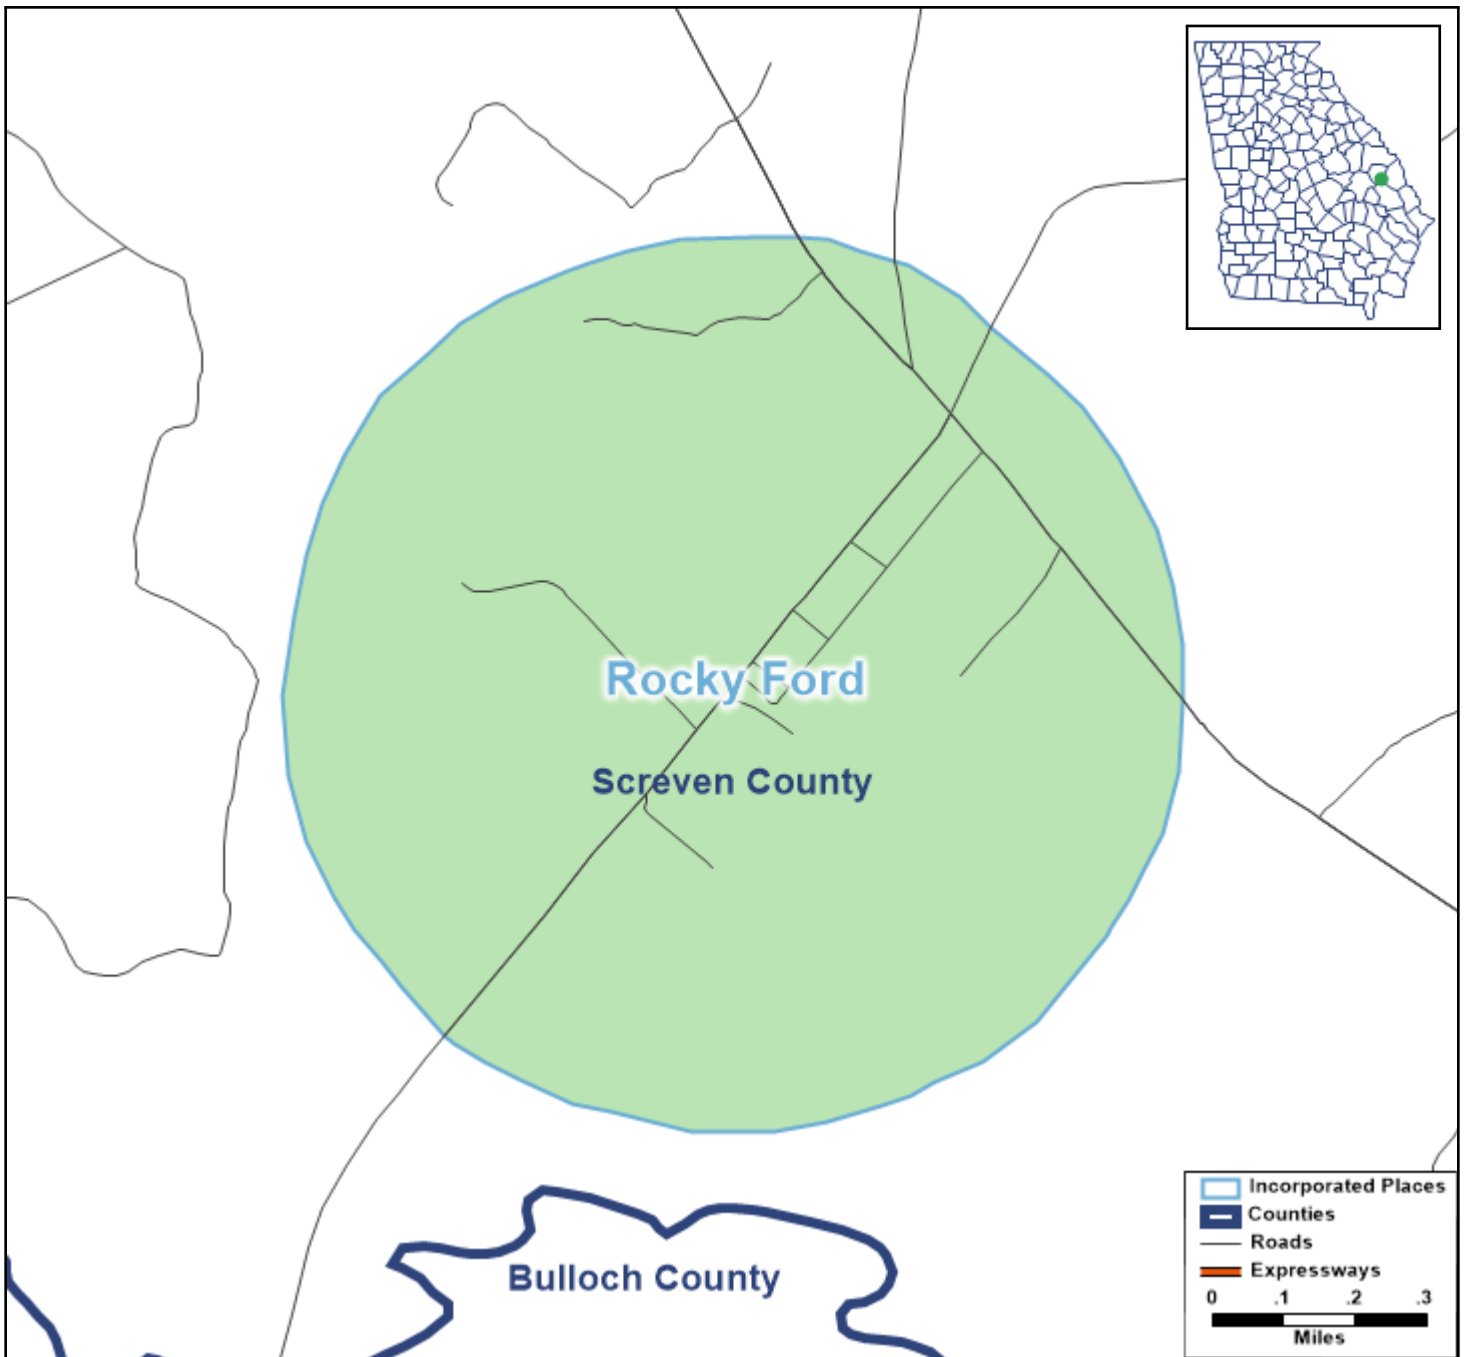 Rocky Ford
Screven County
Bulloch County
Incorporated Places
Counties
Roads
Expressways
0 .1 .2 .3
Miles